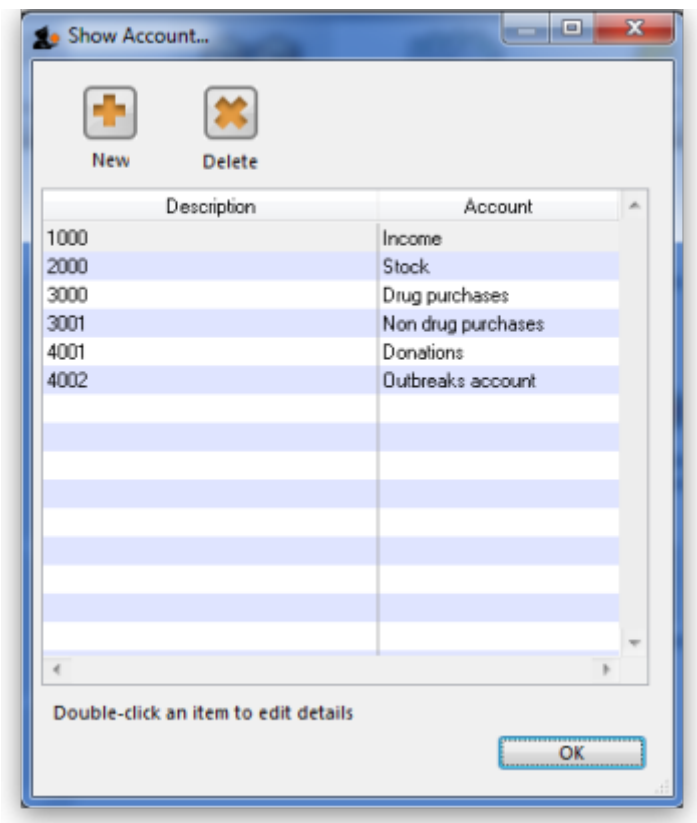 Show Account...
New Delete
Description Account
1000 Income
2000 Stock
3000 Drug purchases
3001 Non drug purchases
4001 Donations
4002 Outbreaks account
Double-click an item to edit details
OK